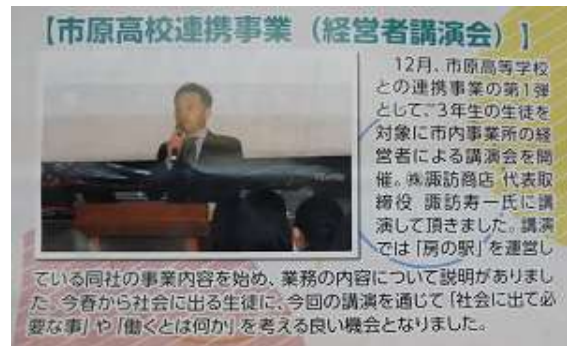 【市原高校連携事業（経営者講演会）】
12月、市原高等学校
との連携事業の第1弾
として、3年生の生徒を
対象に市内事業所の経
営者による講演会を開
催。㈱諏訪商店 代表取
締役 諏訪寿一氏に講
演して頂きました。講演
では「房の駅」を運営し
ている同社の事業内容を始め、業務の内容について説明がありまし
た。今春から社会に出る生徒に、今回の講演を通じて「社会に出て必
要な事」や「働くとは何か」を考える良い機会となりました。